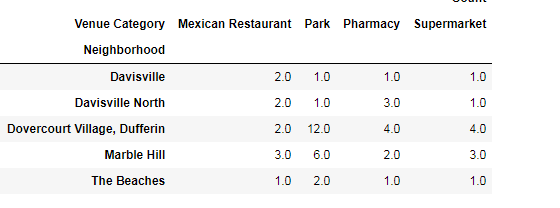 Count
Venue Category Mexican Restaurant Park Pharmacy Supermarket
Neighborhood
Davisville 2.0 1.0 1.0 1.0
Davisville North 2.0 1.0 3.0 1.0
Dovercourt Village, Dufferin 2.0 12.0 4.0 4.0
Marble Hill 3.0 6.0 2.0 3.0
The Beaches 1.0 2.0 1.0 1.0